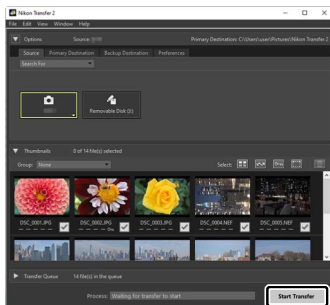 Nikon Transfer 2
File Edit View Window Help
Options Source: Primary Destination: C:\Users\user\Pictures\Nikon Transfer 2
Source Primary Destination Backup Destination Preferences
Search For
Removable Disk (I:)
Thumbnails 0 of 14 file(s) selected
Group: None Select:
DSC_0001.JPG DSC_0002.JPG DSC_0003.JPG DSC_0004.NEF DSC_0005.NEF
Transfer Queue 14 file(s) in the queue
Process: Waiting for transfer to start Start Transfer